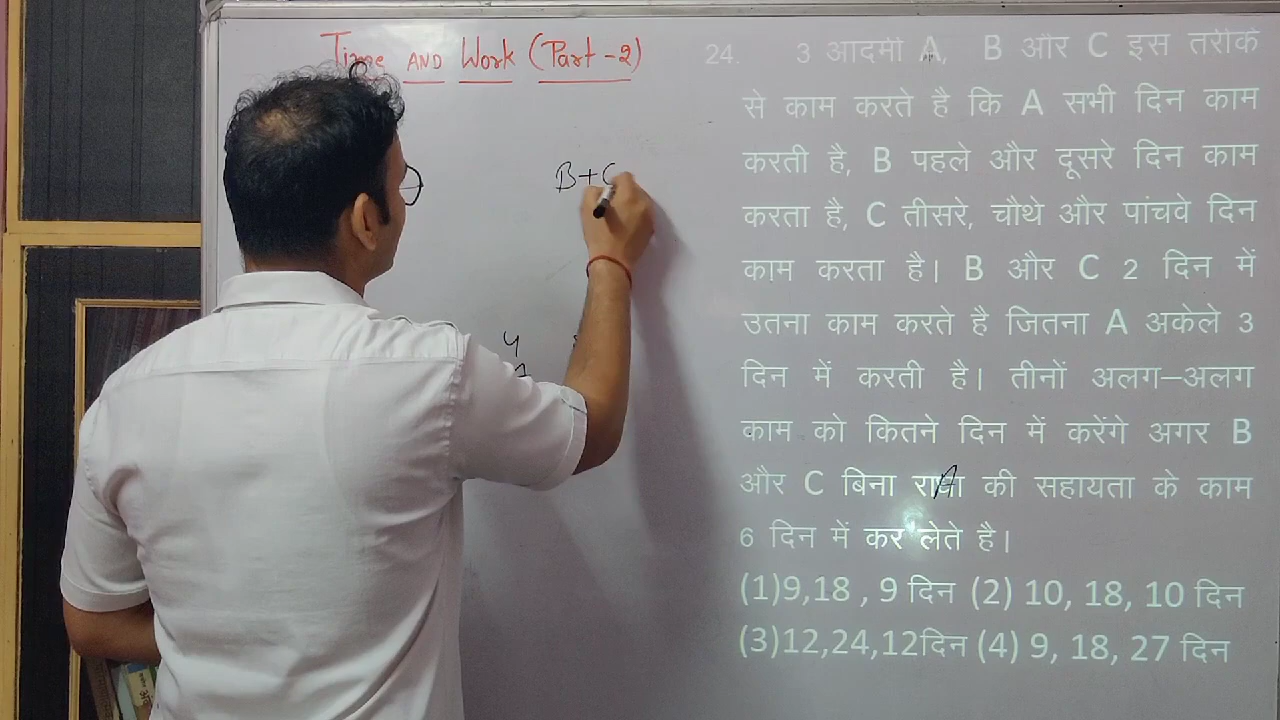 Time AND Work (Part-2)
B+C
4
24. 3 आदमी A, B और C इस तरीके
से काम करते है कि A सभी दिन काम
करती है, B पहले और दूसरे दिन काम
करता है, C तीसरे, चौथे और पांचवे दिन
काम करता है। B और C 2 दिन में
उतना काम करते है जितना A अकेले 3
दिन में करती है। तीनों अलग–अलग
काम को कितने दिन में करेंगे अगर B
और C बिना A की सहायता के काम
6 दिन में कर लेते है।
(1)9,18 , 9 दिन (2) 10, 18, 10 दिन
(3)12,24,12दिन (4) 9, 18, 27 दिन